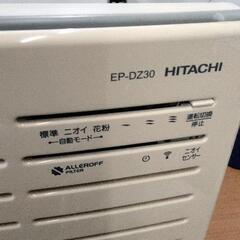 EP-DZ30 HITACHI
標準 ニオイ 花粉
←自動モード→
運転切換
停止
ALLEROFF
FILTER
ニオイ
センサー